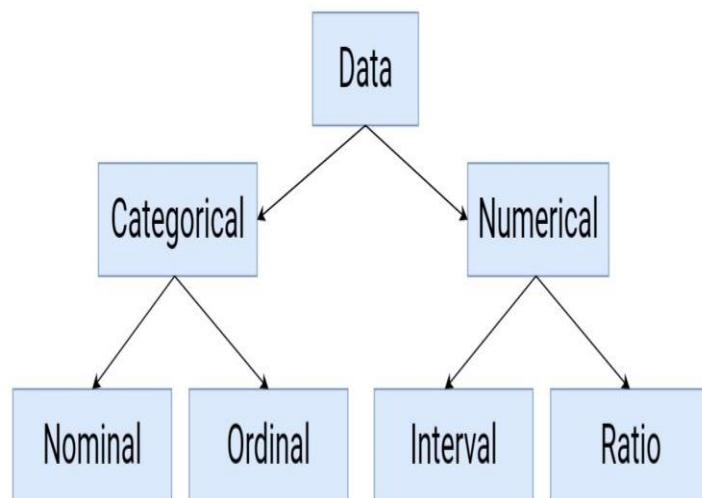 Data
Categorical
Numerical
Nominal
Ordinal
Interval
Ratio